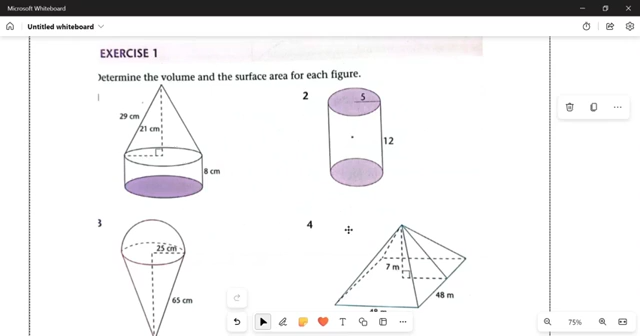 Microsoft Whiteboard
Untitled whiteboard
EXERCISE 1
Determine the volume and the surface area for each figure.
2
29 cm
21 cm
8 cm
5
12
3
4
25 cm
65 cm
7 m
48 m
75%